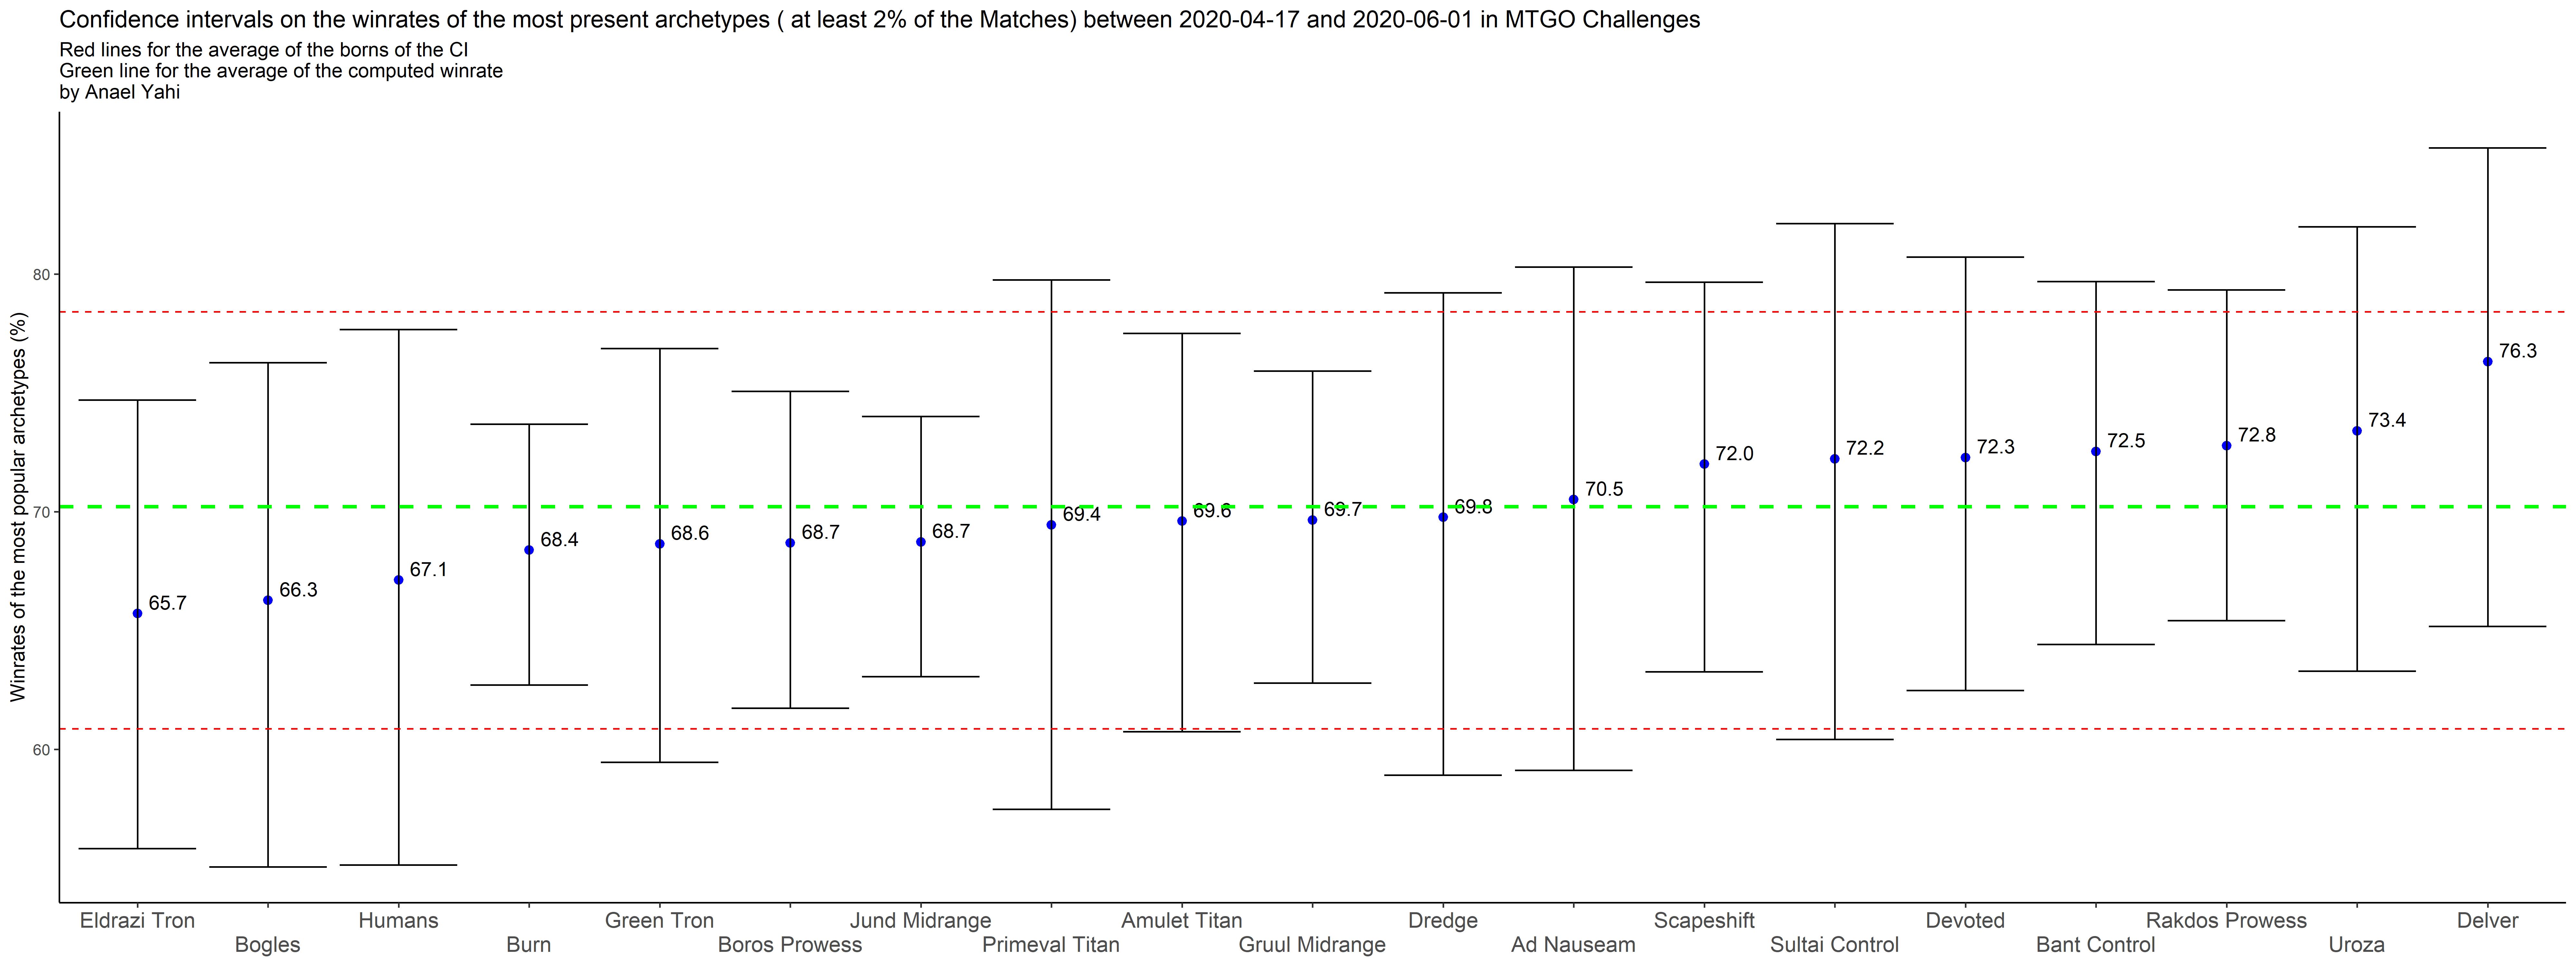 Confidence intervals on the winrates of the most present archetypes ( at least 2% of the Matches) between 2020-04-17 and 2020-06-01 in MTGO Challenges
Red lines for the average of the borns of the CI
Green line for the average of the computed winrate
by Anael Yahi
Winrates of the most popular archetypes (%)
80
70
60
65.7
66.3
67.1
68.4
68.6
68.7
68.7
69.4
69.6
69.7
69.8
70.5
72.0
72.2
72.3
72.5
72.8
73.4
76.3
Eldrazi Tron
Bogles
Humans
Burn
Green Tron
Boros Prowess
Jund Midrange
Primeval Titan
Amulet Titan
Gruul Midrange
Dredge
Ad Nauseam
Scapeshift
Sultai Control
Devoted
Bant Control
Rakdos Prowess
Uroza
Delver